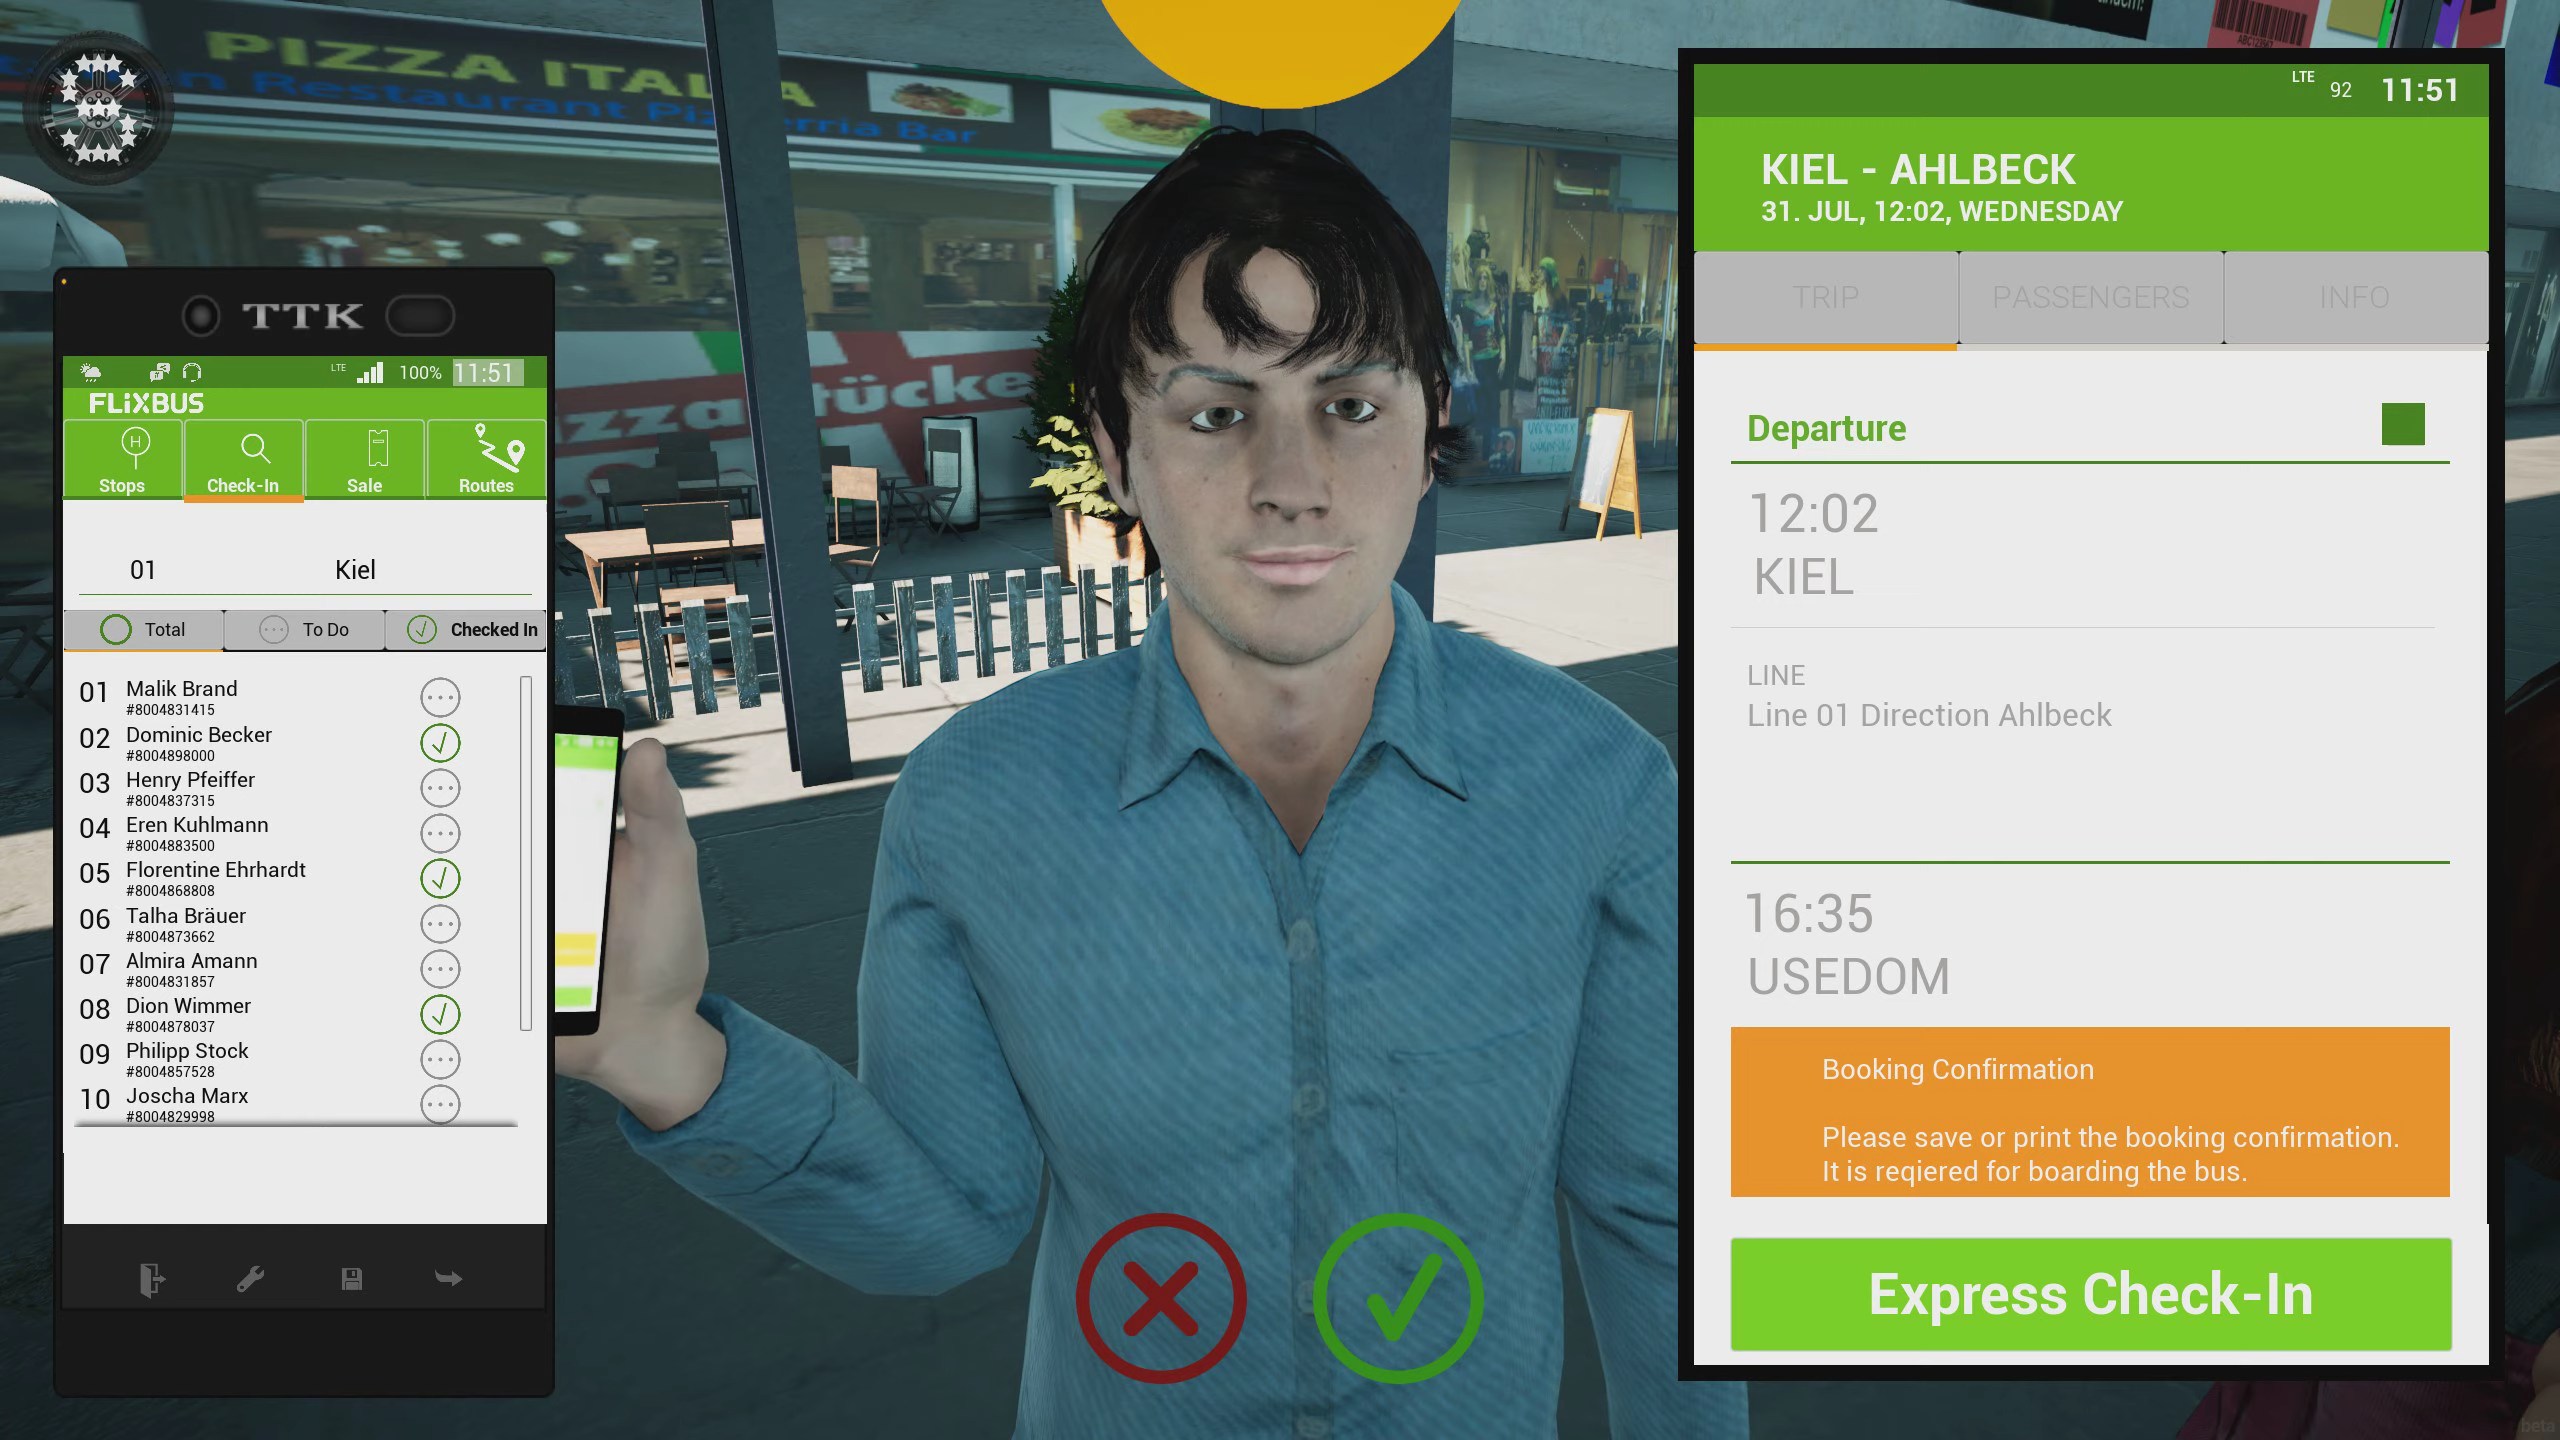 PIZZA ITALIA
Restaurant Pizzerria Bar
ABC123567
TTK
LTE 100% 11:51
FLiXBUS
Stops Check-In Sale Routes
01 Kiel
Total To Do Checked In
01 Malik Brand
#8004831415
02 Dominic Becker
#8004898000
03 Henry Pfeiffer
#8004837315
04 Eren Kuhlmann
#8004883500
05 Florentine Ehrhardt
#8004868808
06 Talha Bräuer
#8004873662
07 Almira Amann
#8004831857
08 Dion Wimmer
#8004878037
09 Philipp Stock
#8004857528
10 Joscha Marx
#8004829998
LTE 92 11:51
KIEL - AHLBECK
31. JUL, 12:02, WEDNESDAY
TRIP PASSENGERS INFO
Departure
12:02
KIEL
LINE
Line 01 Direction Ahlbeck
16:35
USEDOM
Booking Confirmation
Please save or print the booking confirmation.
It is reqiered for boarding the bus.
Express Check-In
beta